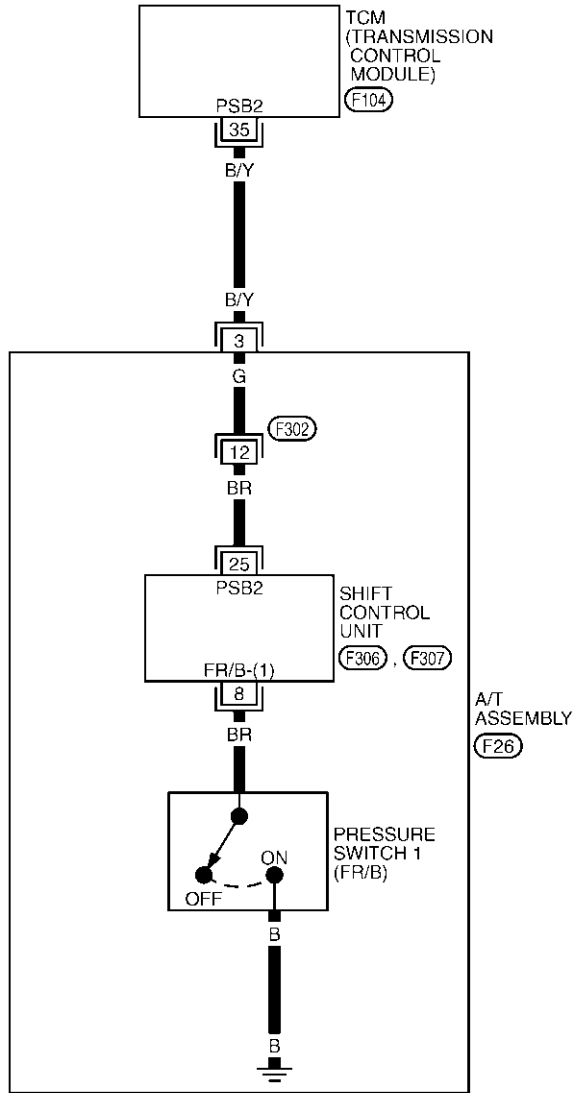 TCM
(TRANSMISSION
CONTROL
MODULE)
F104
PSB2
35
B/Y
B/Y
3
G
F302
12
BR
25
PSB2
SHIFT
CONTROL
UNIT
F306 , F307
FR/B-(1)
8
BR
A/T
ASSEMBLY
F26
PRESSURE
SWITCH 1
(FR/B)
ON
OFF
B
B